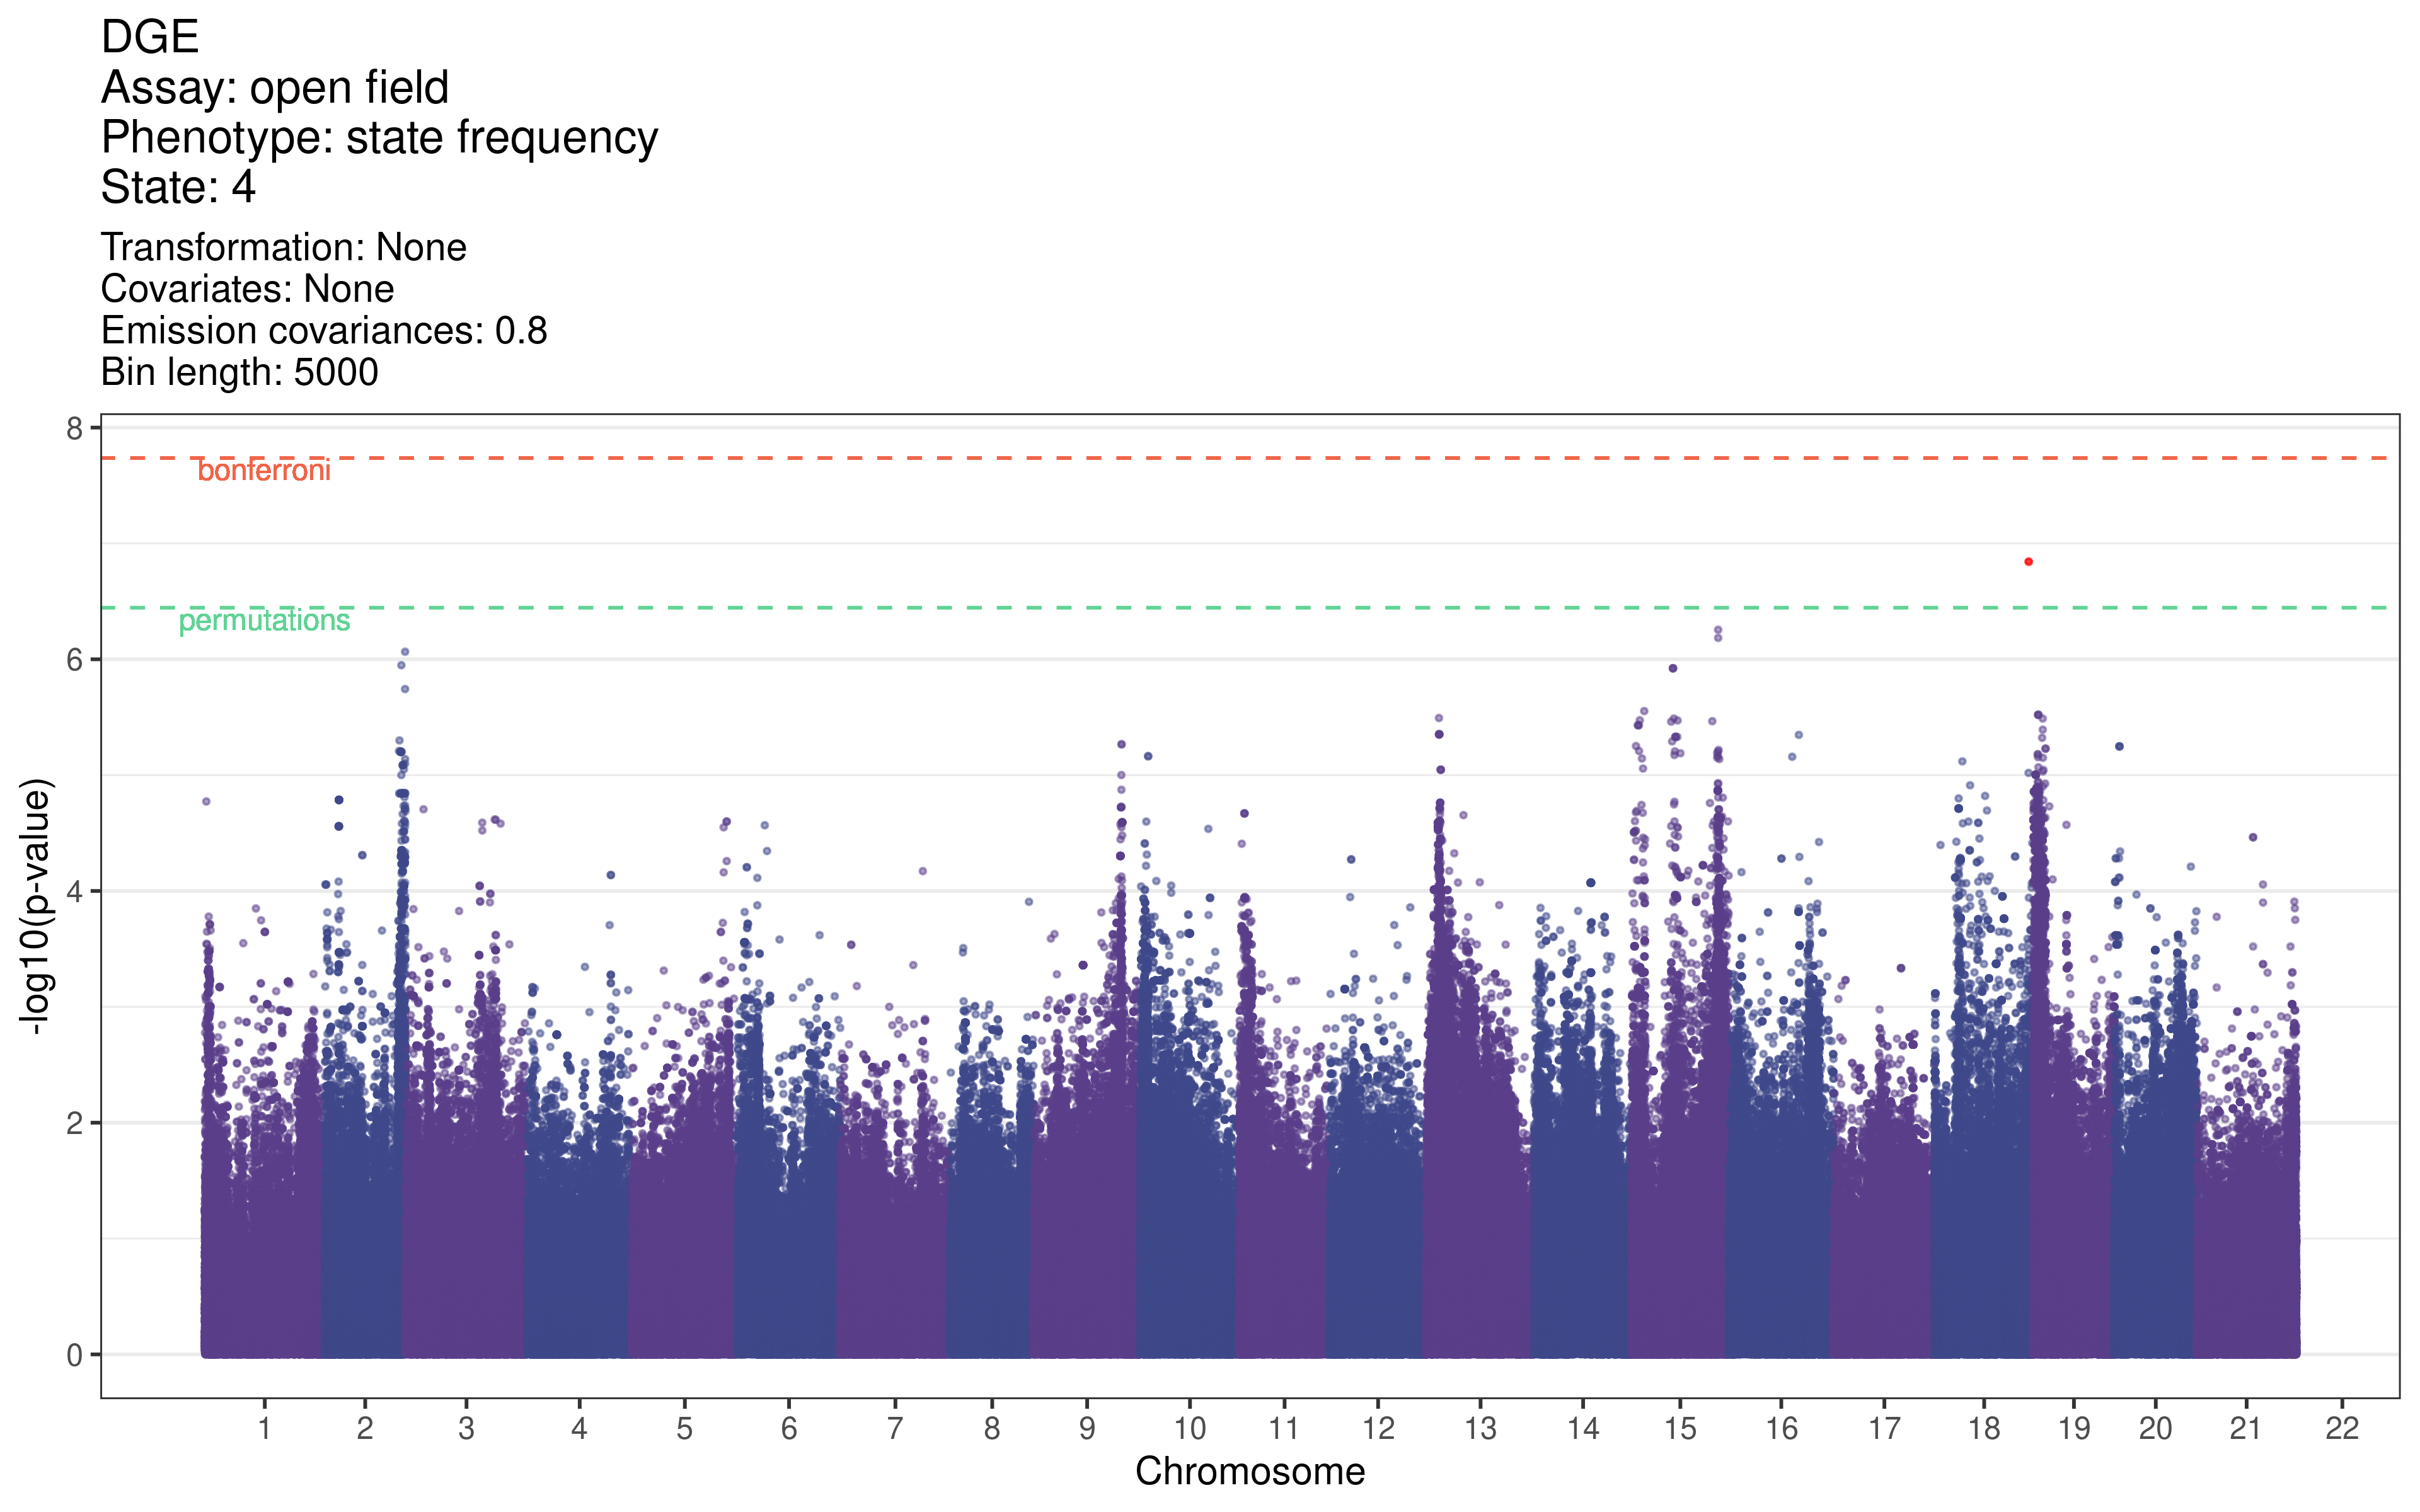 DGE
Assay: open field
Phenotype: state frequency
State: 4
Transformation: None
Covariates: None
Emission covariances: 0.8
Bin length: 5000
8
bonferroni
permutations
6
4
2
0
-log10(p-value)
1 2 3 4 5 6 7 8 9 10 11 12 13 14 15 16 17 18 19 20 21 22
Chromosome